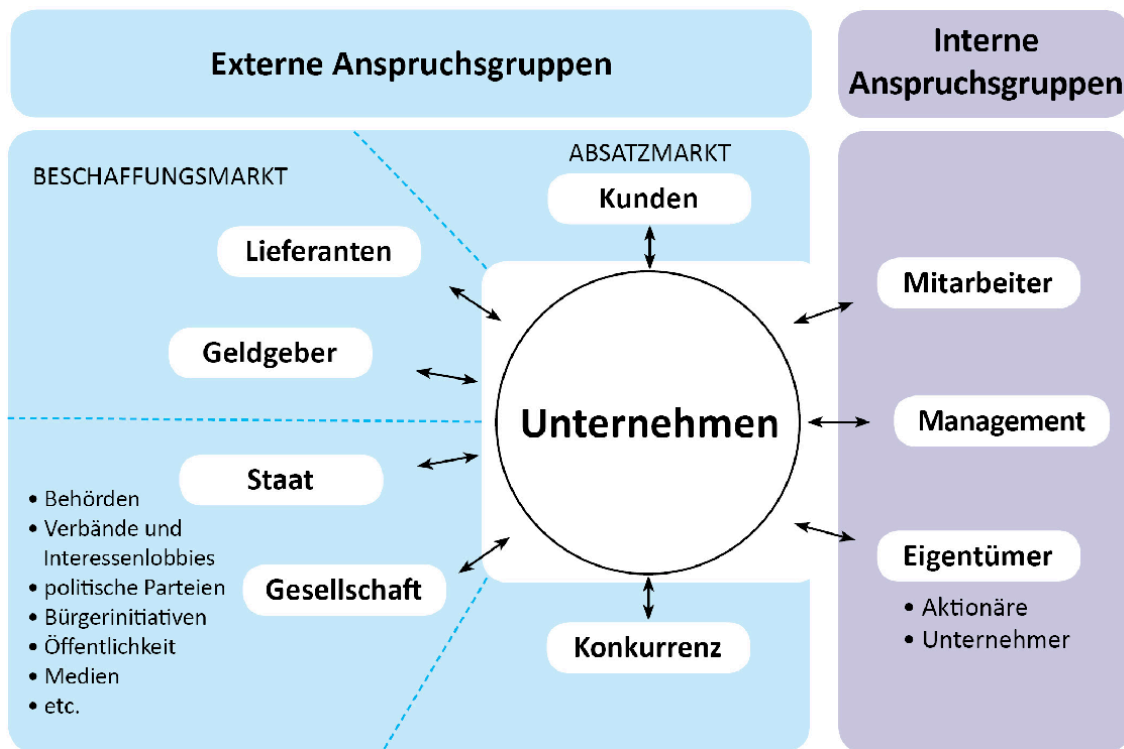 Externe Anspruchsgruppen
Interne
Anspruchsgruppen
BESCHAFFUNGSMARKT
ABSATZMARKT
Kunden
Lieferanten
Geldgeber
Staat
Gesellschaft
• Behörden
• Verbände und
Interessenlobbies
• politische Parteien
• Bürgerinitiativen
• Öffentlichkeit
• Medien
• etc.
Unternehmen
Konkurrenz
Mitarbeiter
Management
Eigentümer
• Aktionäre
• Unternehmer